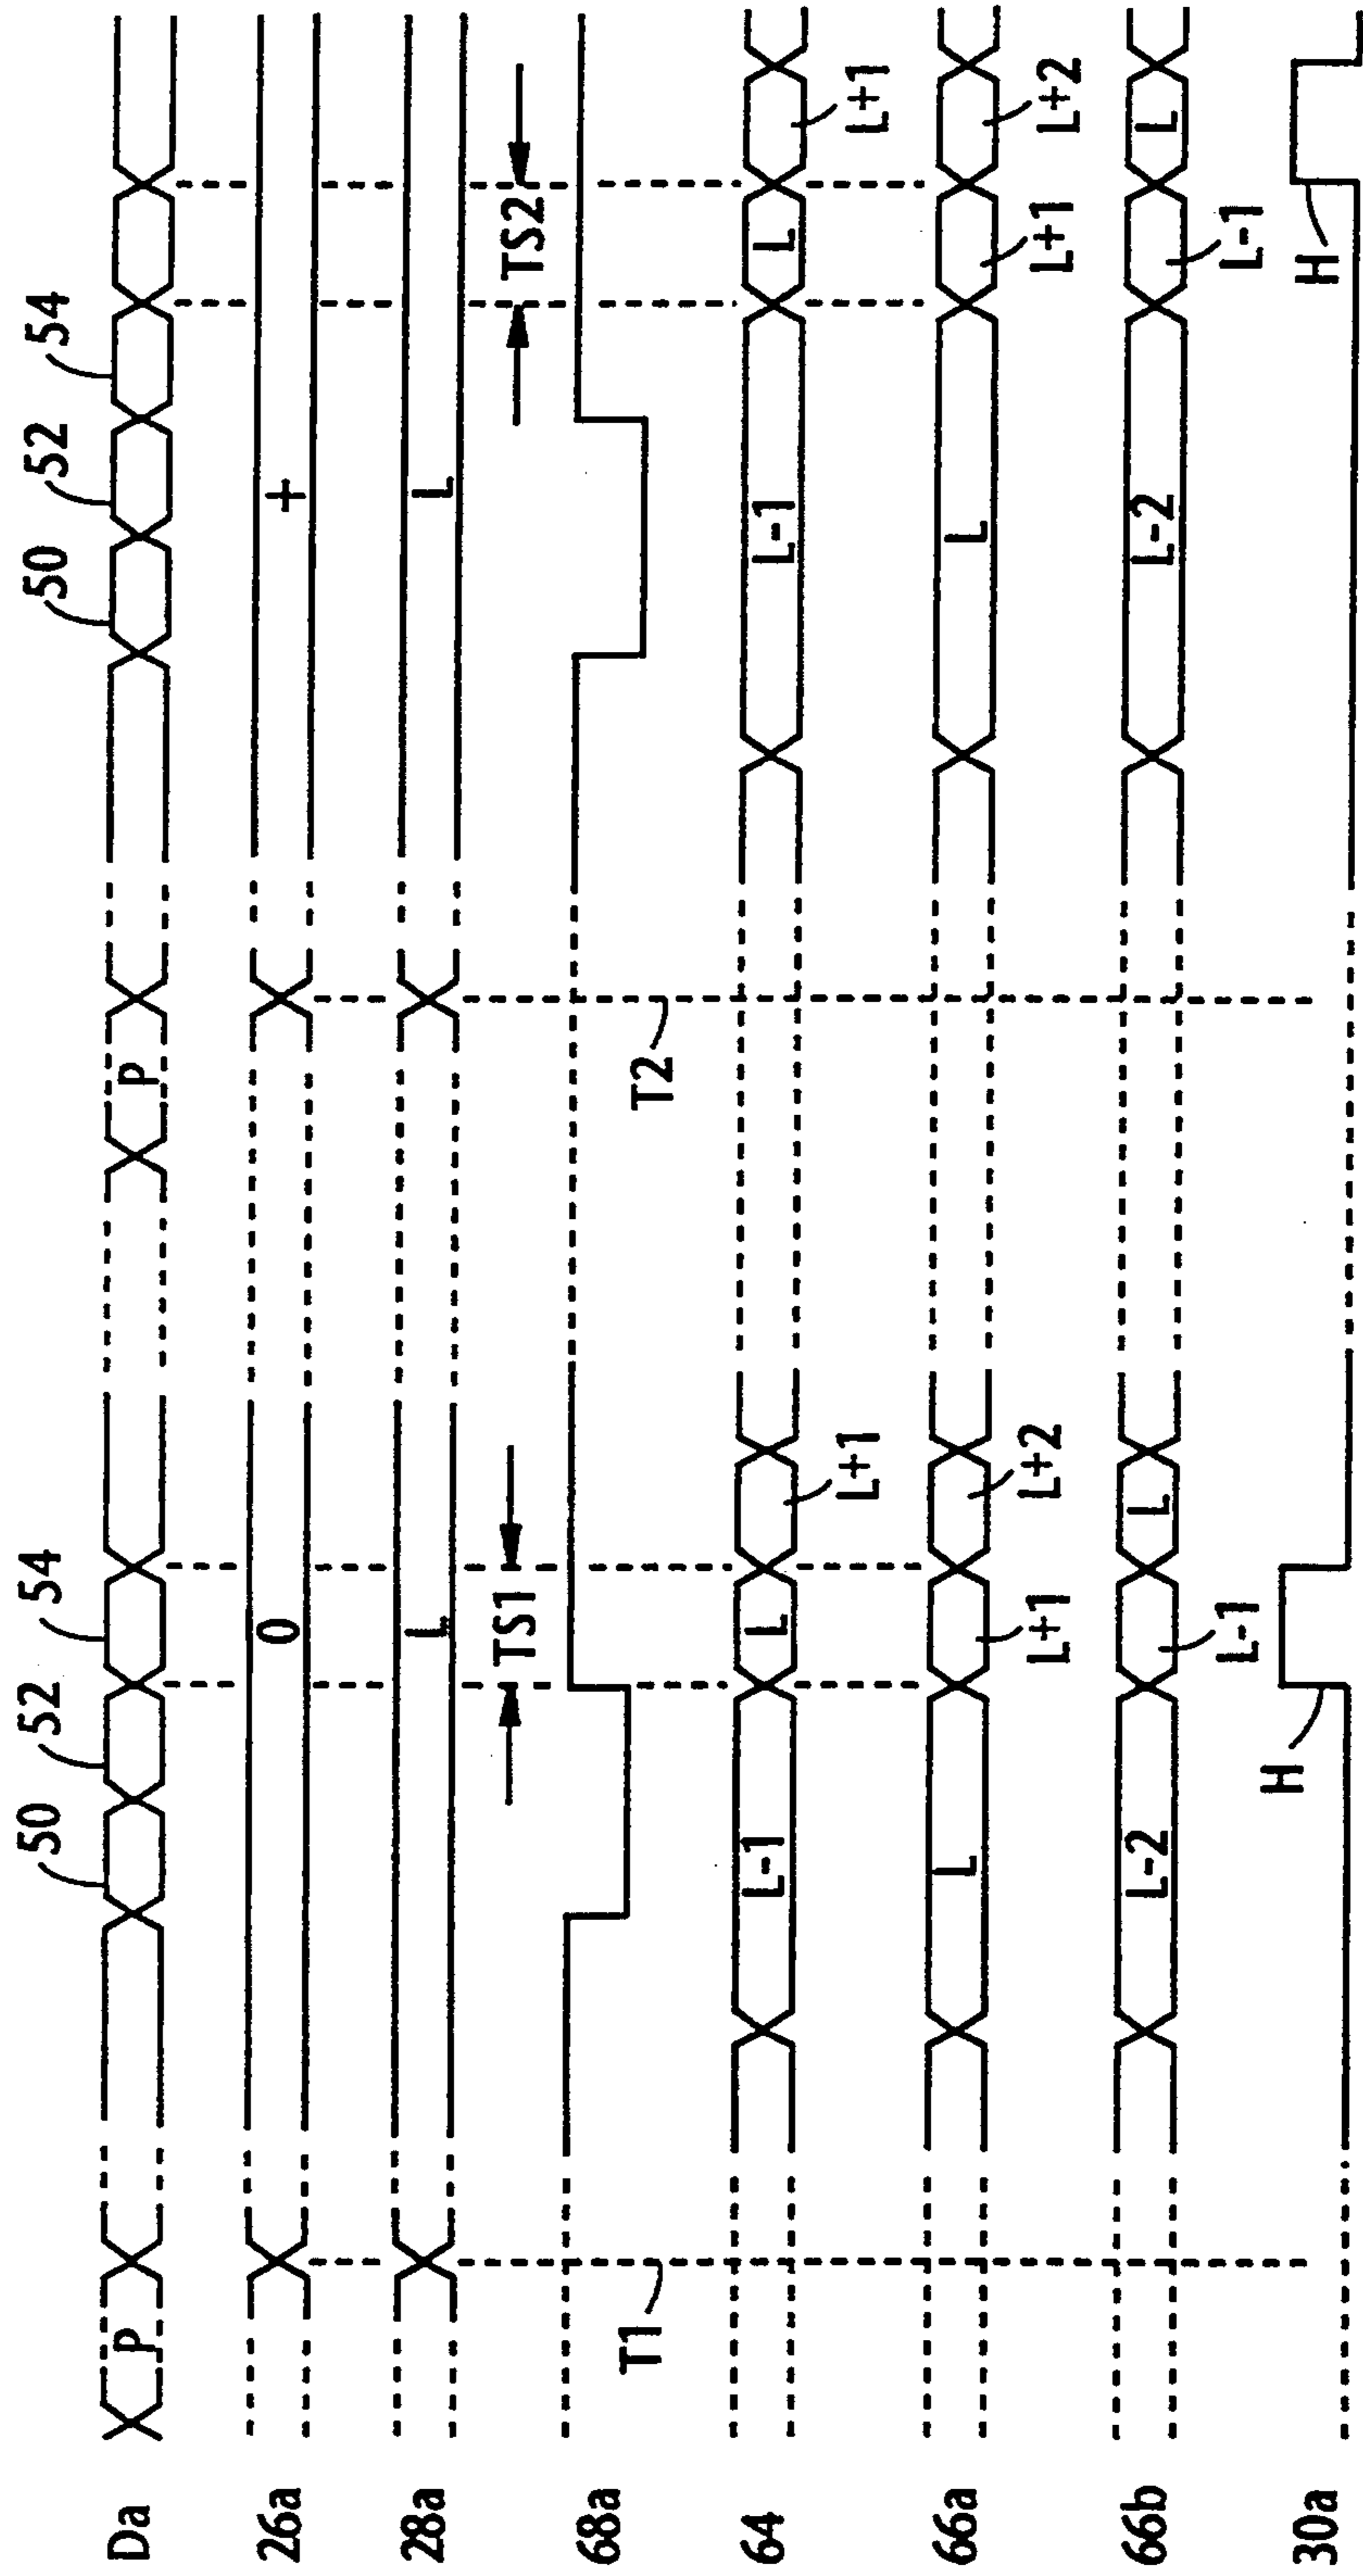 50 52 54 50 52 54
Da P P
26a 0 +
28a L L
TS1 TS2
68a
T1 T2
64 L-1 L L-1 L
L+1 L+1
66a L L
L+1 L+2 L+1 L+2
66b L-2 L L-2 L
L-1 L-1
H H
30a